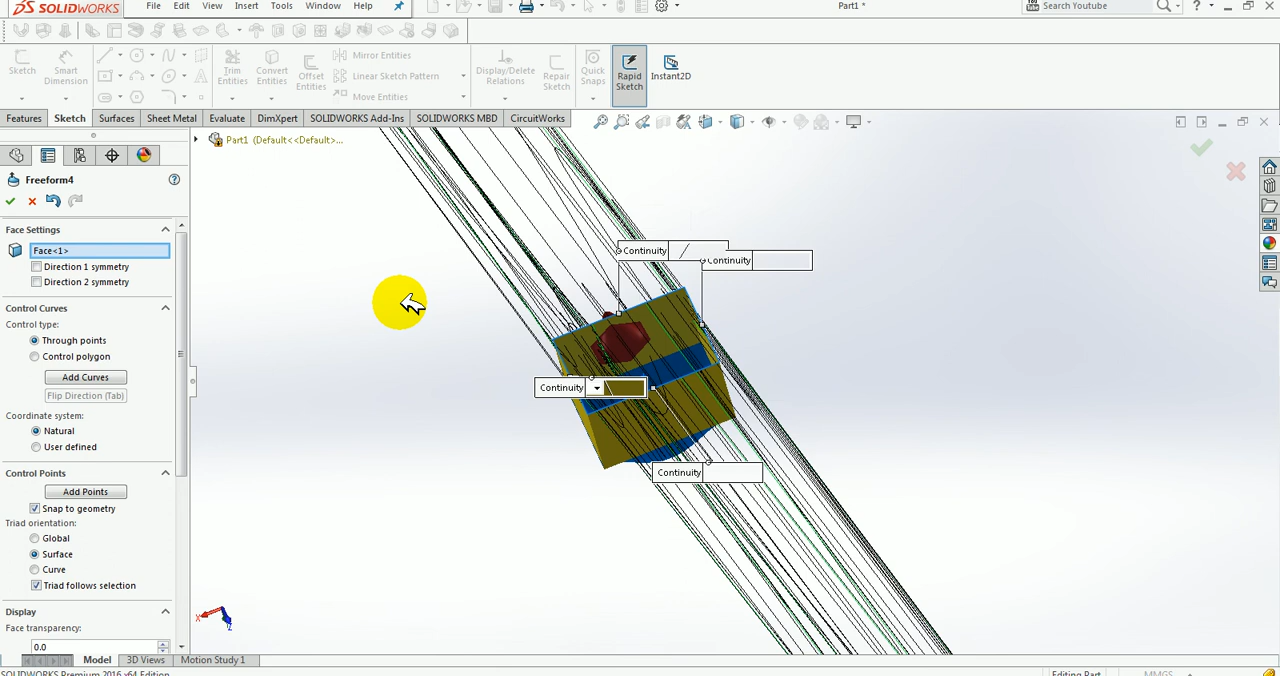 SOLIDWORKS File Edit View Insert Tools Window Help Part1 * Search Youtube ?
Sketch Smart Dimension Trim Entities Convert Entities Offset Entities Mirror Entities Linear Sketch Pattern Move Entities Display/Delete Relations Repair Sketch Quick Snaps Rapid Sketch Instant2D
Features Sketch Surfaces Sheet Metal Evaluate DimXpert SOLIDWORKS Add-Ins SOLIDWORKS MBD CircuitWorks
Part1 (Default<<Default>...
Freeform4 ?
Face Settings
Face<1>
Direction 1 symmetry
Direction 2 symmetry
Control Curves
Control type:
Through points
Control polygon
Add Curves
Flip Direction (Tab)
Coordinate system:
Natural
User defined
Control Points
Add Points
Snap to geometry
Triad orientation:
Global
Surface
Curve
Triad follows selection
Display
Face transparency:
0.0
Continuity
Continuity
Continuity
Continuity
X
Z
Model 3D Views Motion Study 1
SOLIDWORKS Premium 2016 x64 Edition Editing Part MMGS